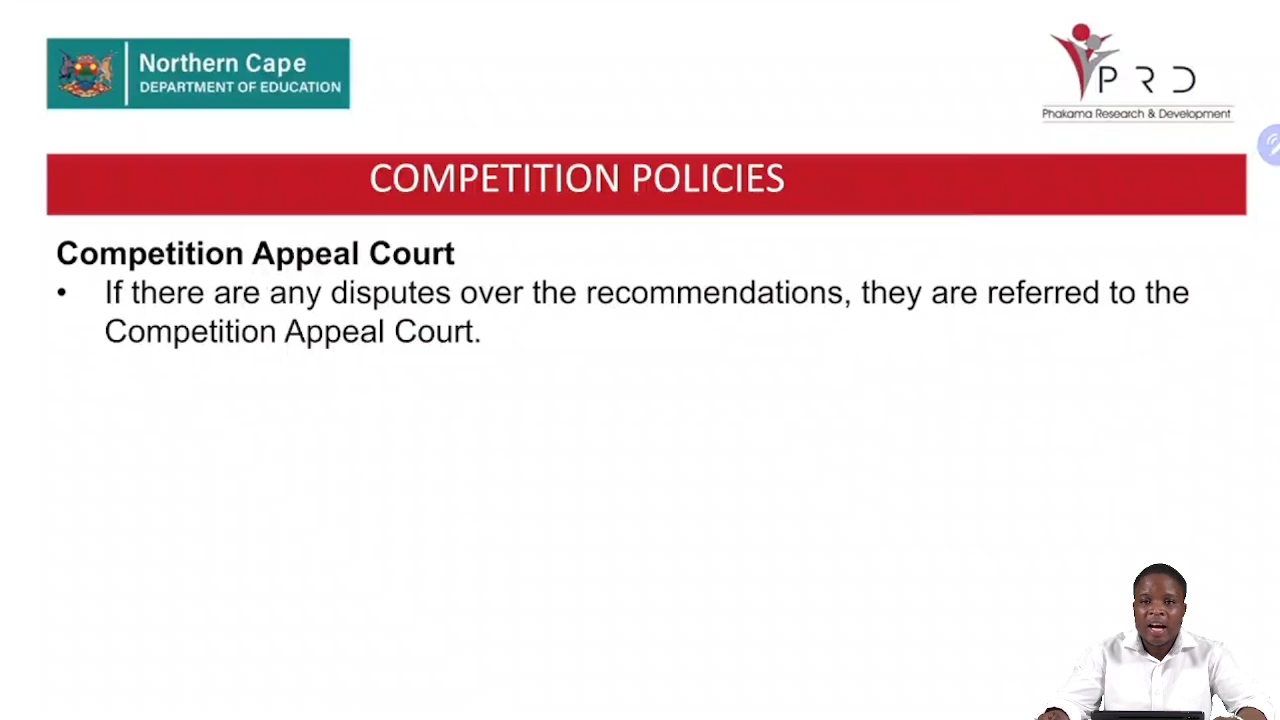 Northern Cape
DEPARTMENT OF EDUCATION
PRD
Phakama Research & Development
COMPETITION POLICIES
Competition Appeal Court
• If there are any disputes over the recommendations, they are referred to the
Competition Appeal Court.